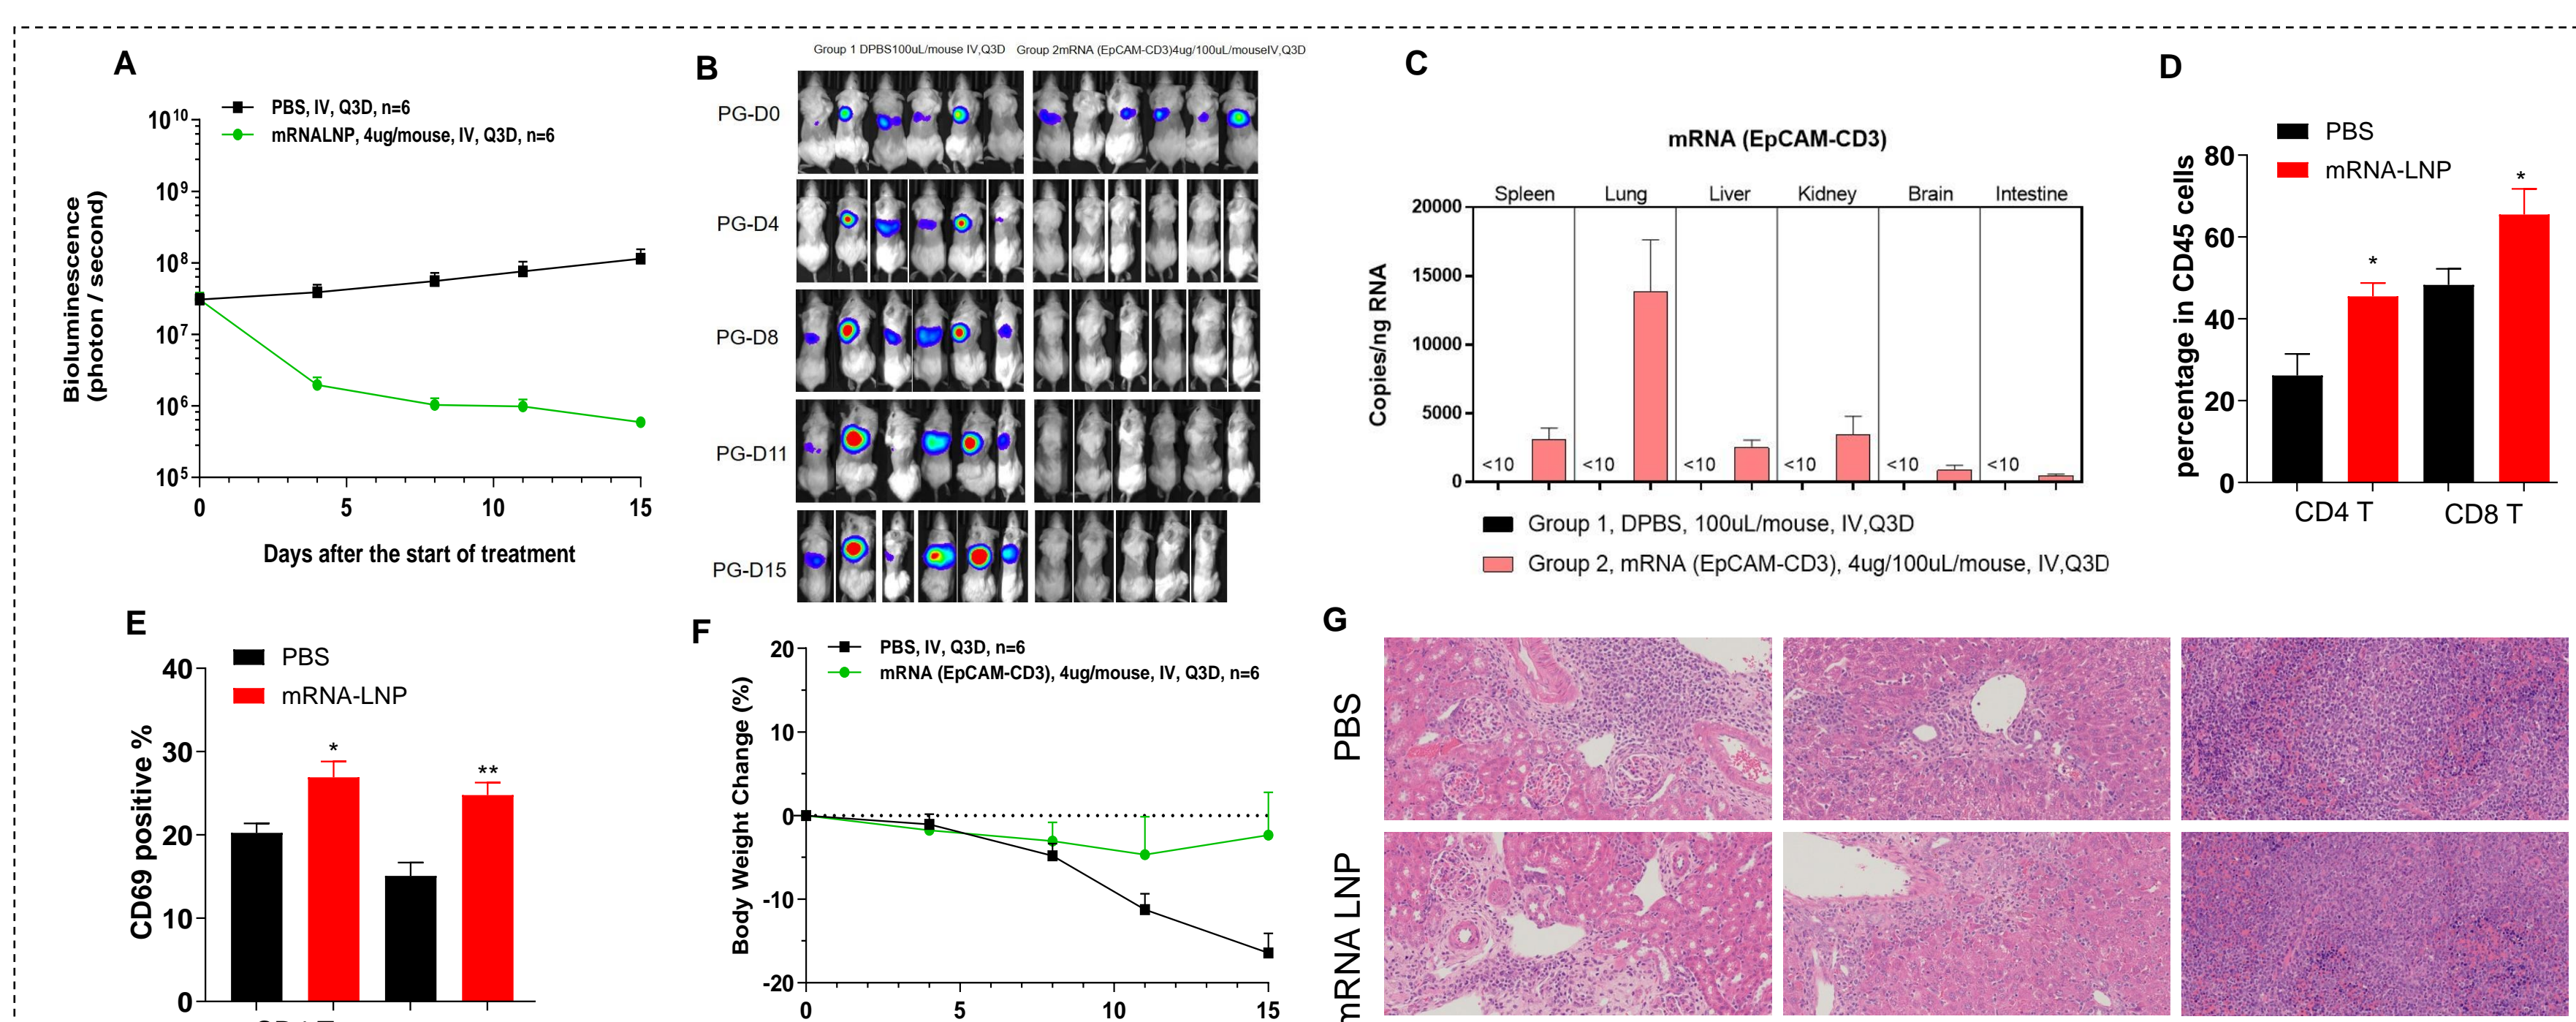 A
PBS, IV, Q3D, n=6
mRNALNP, 4ug/mouse, IV, Q3D, n=6
Bioluminescence
(photon / second)
10^10
10^9
10^8
10^7
10^6
10^5
0 5 10 15
Days after the start of treatment
B
Group 1 DPBS100uL/mouse IV,Q3D Group 2mRNA (EpCAM-CD3)4ug/100uL/mouseIV,Q3D
PG-D0
PG-D4
PG-D8
PG-D11
PG-D15
C
mRNA (EpCAM-CD3)
Spleen Lung Liver Kidney Brain Intestine
Copies/ng RNA
20000
15000
10000
5000
0
<10 <10 <10 <10 <10 <10
Group 1, DPBS, 100uL/mouse, IV,Q3D
Group 2, mRNA (EpCAM-CD3), 4ug/100uL/mouse, IV,Q3D
D
PBS
mRNA-LNP
percentage in CD45 cells
80
60
40
20
0
* *
CD4 T CD8 T
E
PBS
mRNA-LNP
CD69 positive %
40
30
20
10
0
* **
F
PBS, IV, Q3D, n=6
mRNA (EpCAM-CD3), 4ug/mouse, IV, Q3D, n=6
Body Weight Change (%)
20
10
0
-10
-20
0 5 10 15
G
PBS
mRNA LNP